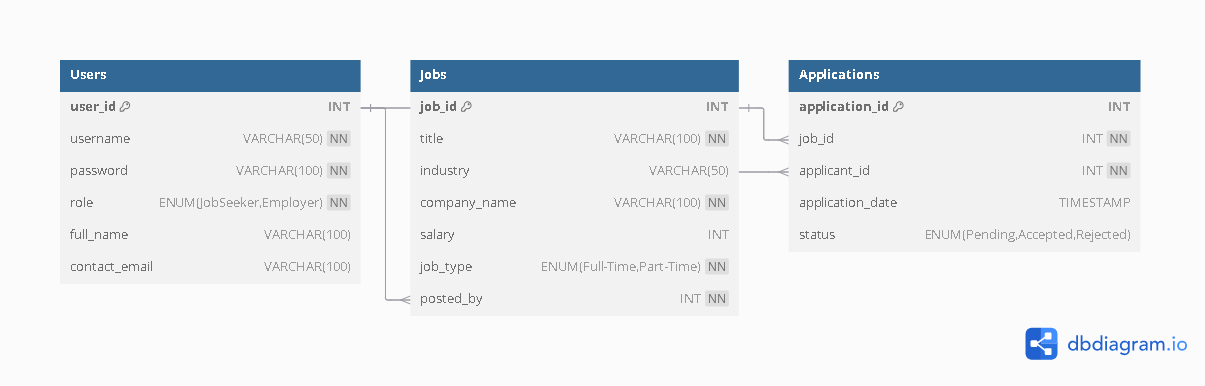 Users
user_id INT
username VARCHAR(50) NN
password VARCHAR(100) NN
role ENUM(JobSeeker,Employer) NN
full_name VARCHAR(100)
contact_email VARCHAR(100)
Jobs
job_id INT
title VARCHAR(100) NN
industry VARCHAR(50)
company_name VARCHAR(100) NN
salary INT
job_type ENUM(Full-Time,Part-Time) NN
posted_by INT NN
Applications
application_id INT
job_id INT NN
applicant_id INT NN
application_date TIMESTAMP
status ENUM(Pending,Accepted,Rejected)
dbdiagram.io